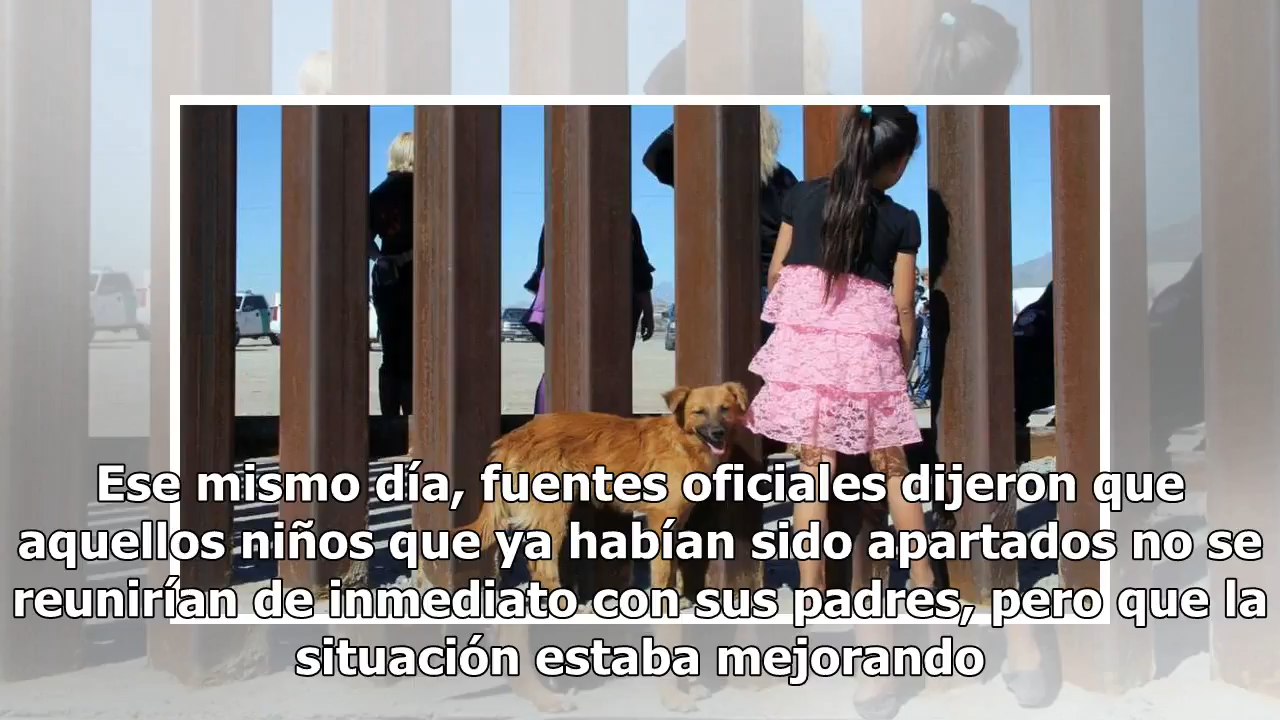 Ese mismo día, fuentes oficiales dijeron que
aquellos niños que ya habían sido apartados no se
reunirían de inmediato con sus padres, pero que la
situación estaba mejorando